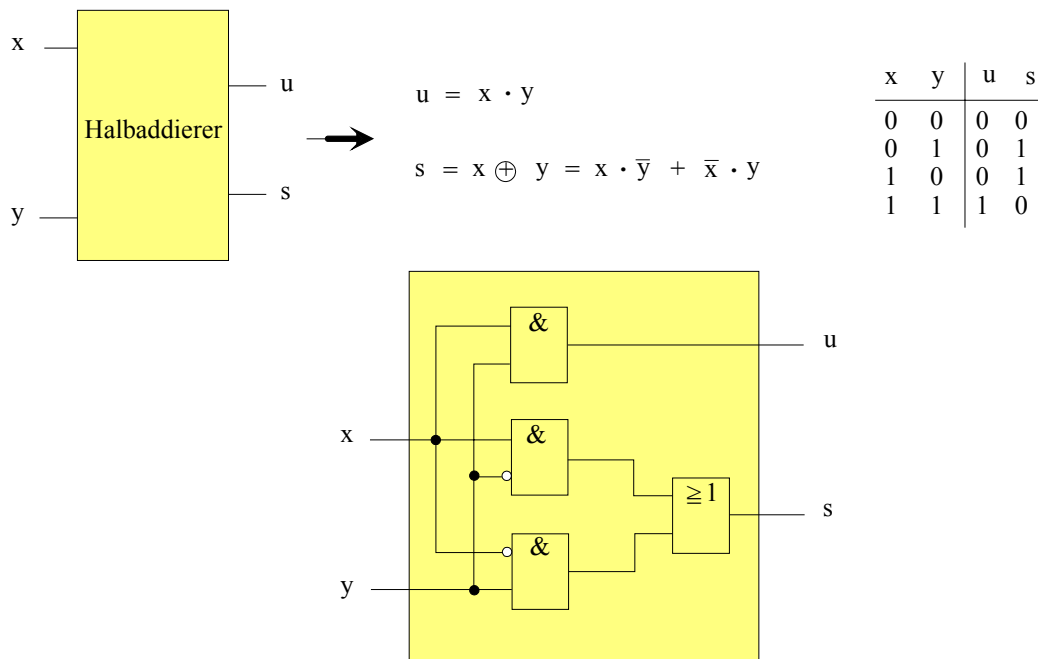 x
Halbaddierer
y
u
s
u = x · y
s = x ⊕ y = x · y̅ + x̅ · y
x y u s
0 0 0 0
0 1 0 1
1 0 0 1
1 1 1 0
&
u
x
&
≧ 1
s
&
y